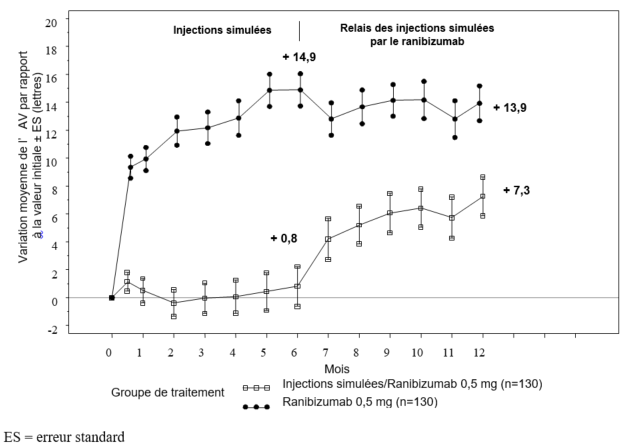 Injections simulées
Relais des injections simulées
par le ranibizumab
Variation moyenne de l’ AV par rapport
à la valeur initiale ± ES (lettres)
20
18
16
14
12
10
8
6
4
2
0
-2
+ 14,9
+ 13,9
+ 0,8
+ 7,3
0 1 2 3 4 5 6 7 8 9 10 11 12
Mois
Groupe de traitement
Injections simulées/Ranibizumab 0,5 mg (n=130)
Ranibizumab 0,5 mg (n=130)
ES = erreur standard